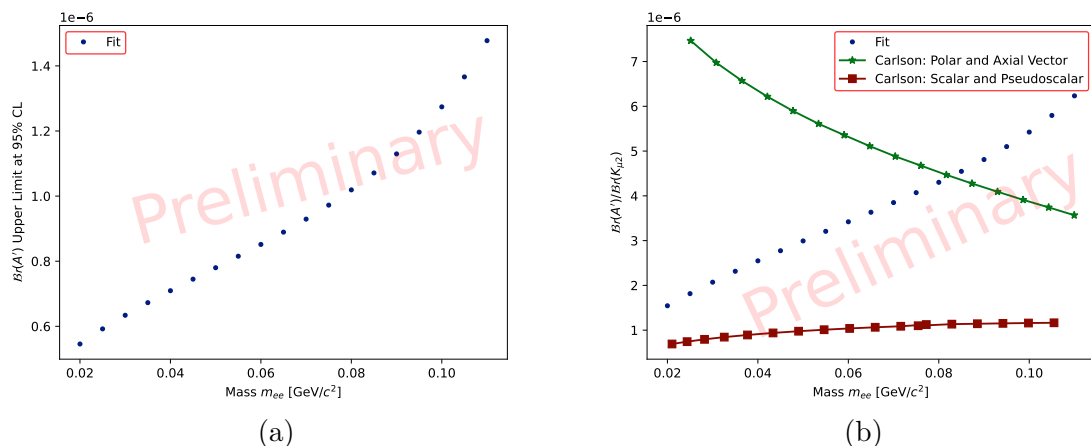 1e−6
Fit
Br(A′) Upper Limit at 95% CL
1.4
1.2
1.0
0.8
0.6
0.02 0.04 0.06 0.08 0.10
Mass m_ee [GeV/c²]
Preliminary
(a)
1e−6
Fit
Carlson: Polar and Axial Vector
Carlson: Scalar and Pseudoscalar
Br(A′)/Br(K_μ2)
7
6
5
4
3
2
1
0.02 0.04 0.06 0.08 0.10
Mass m_ee [GeV/c²]
Preliminary
(b)